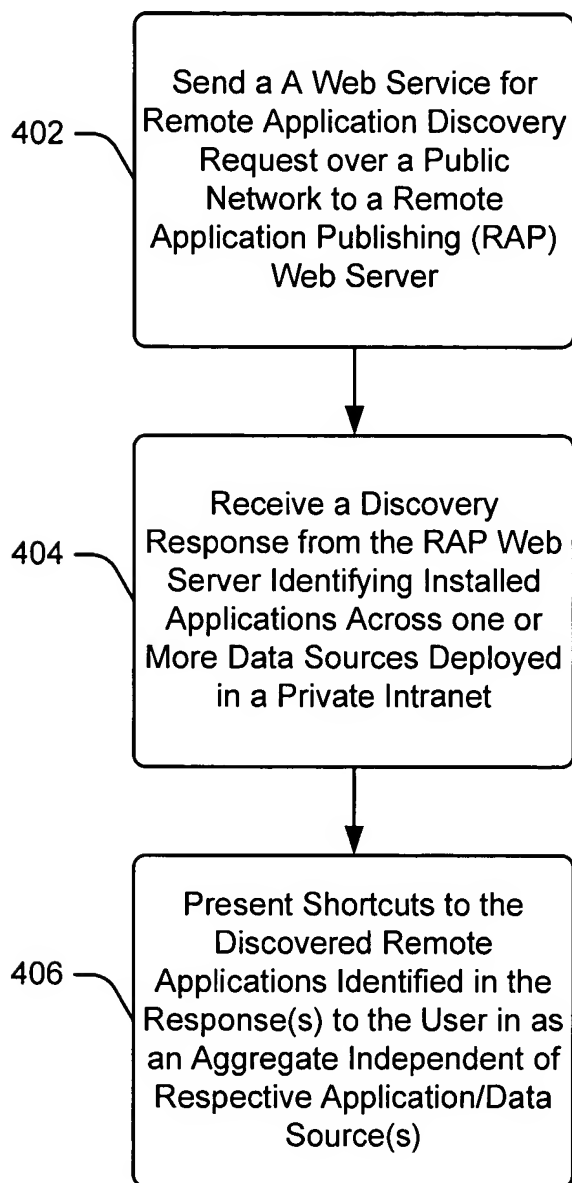 402
Send a A Web Service for
Remote Application Discovery
Request over a Public
Network to a Remote
Application Publishing (RAP)
Web Server
404
Receive a Discovery
Response from the RAP Web
Server Identifying Installed
Applications Across one or
More Data Sources Deployed
in a Private Intranet
406
Present Shortcuts to the
Discovered Remote
Applications Identified in the
Response(s) to the User in as
an Aggregate Independent of
Respective Application/Data
Source(s)